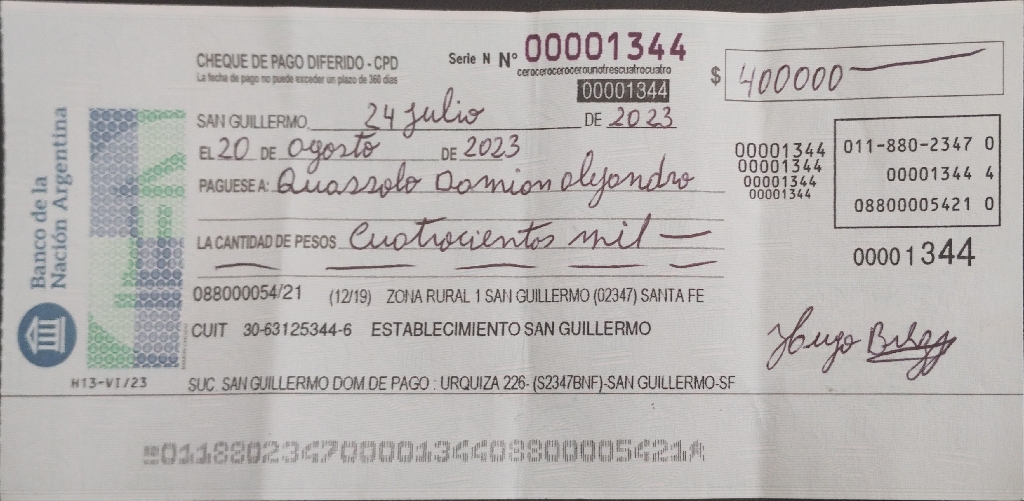 CHEQUE DE PAGO DIFERIDO - CPD
La fecha de pago no puede exceder un plazo de 360 días
Serie N Nº 00001344
cerocerocerocerounotrescuatrocuatro
00001344
$ 400000
SAN GUILLERMO, 24 Julio DE 2023
EL 20 DE agosto DE 2023
PAGUESE A: Quassolo Damian alejandro
LA CANTIDAD DE PESOS Cuatrocientos mil —
00001344
00001344
00001344
00001344
011-880-2347 0
00001344 4
08800005421 0
00001344
088000054/21 (12/19) ZONA RURAL 1 SAN GUILLERMO (02347) SANTA FE
CUIT 30-63125344-6 ESTABLECIMIENTO SAN GUILLERMO
Hugo
Banco de la
Nación Argentina
H13-VI/23
SUC. SAN GUILLERMO DOM DE PAGO : URQUIZA 226- (S2347BNF)-SAN GUILLERMO-SF
01188023470000134408800005421